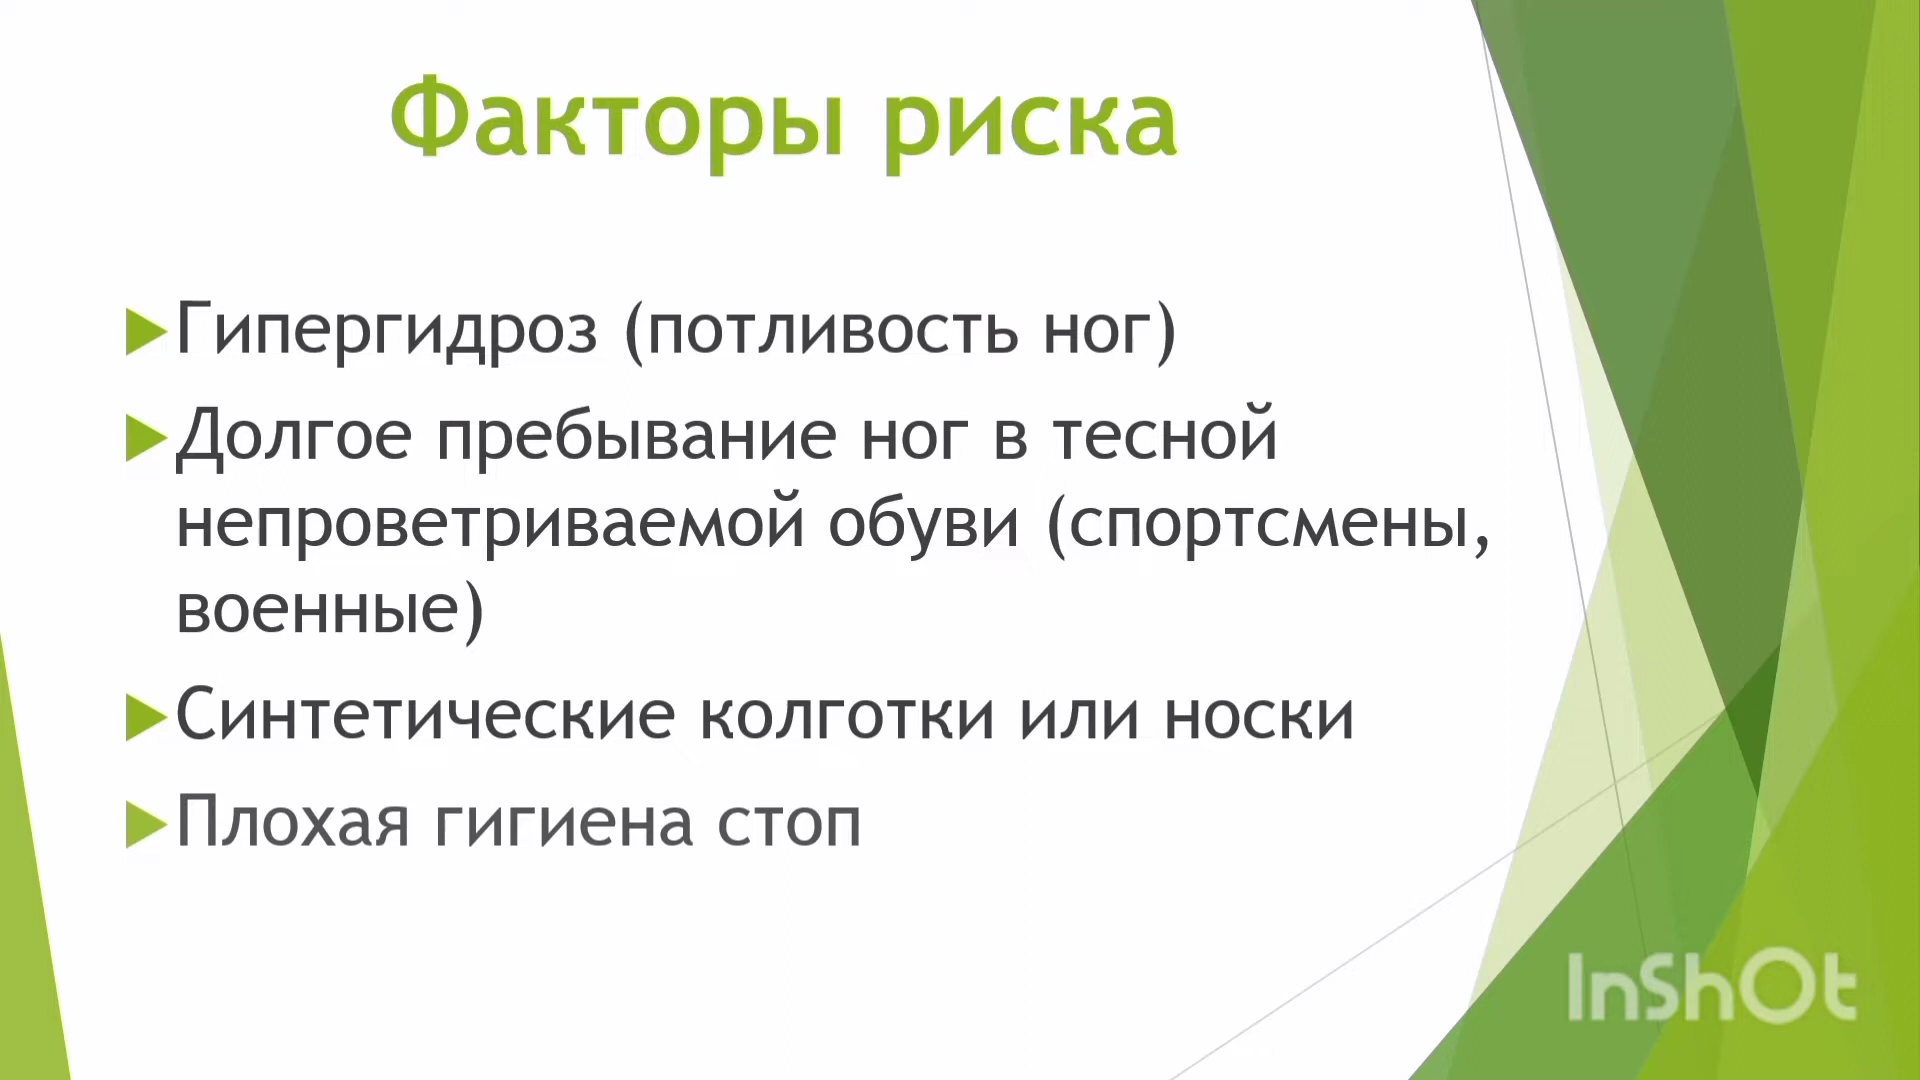 Факторы риска
Гипергидроз (потливость ног)
Долгое пребывание ног в тесной
непроветриваемой обуви (спортсмены,
военные)
Синтетические колготки или носки
Плохая гигиена стоп
InShOt